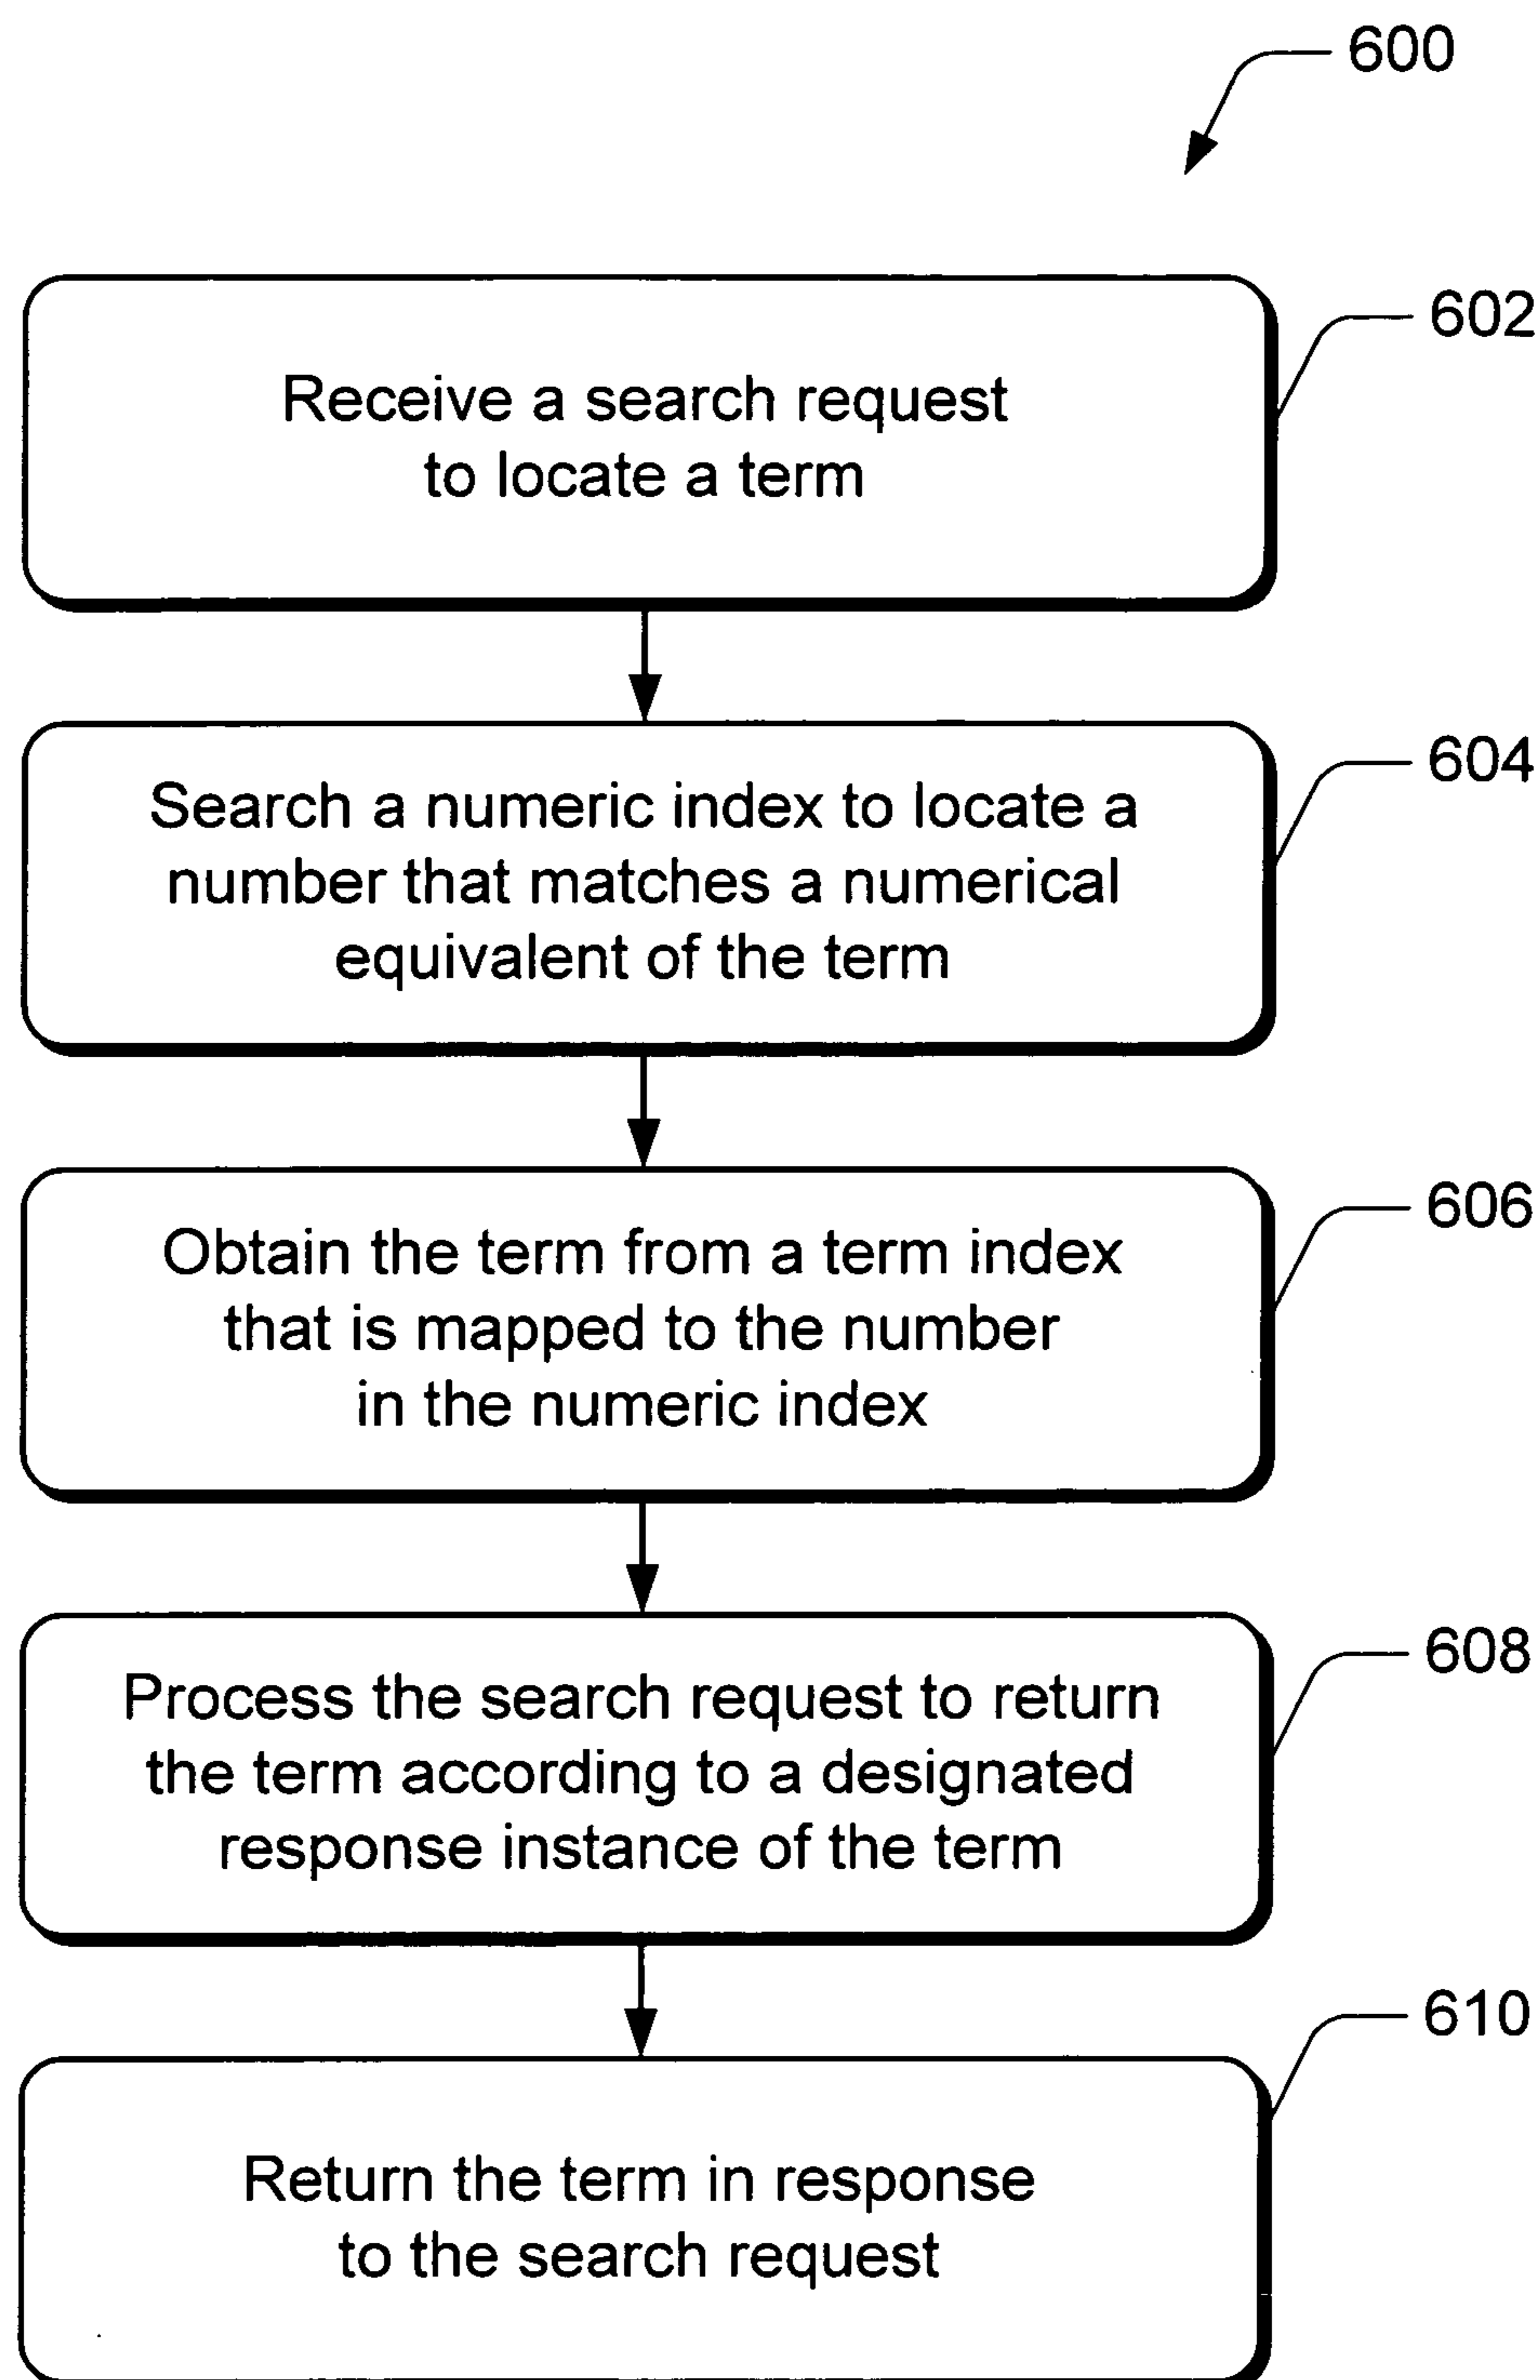 600
602
Receive a search request
to locate a term
604
Search a numeric index to locate a
number that matches a numerical
equivalent of the term
606
Obtain the term from a term index
that is mapped to the number
in the numeric index
608
Process the search request to return
the term according to a designated
response instance of the term
610
Return the term in response
to the search request